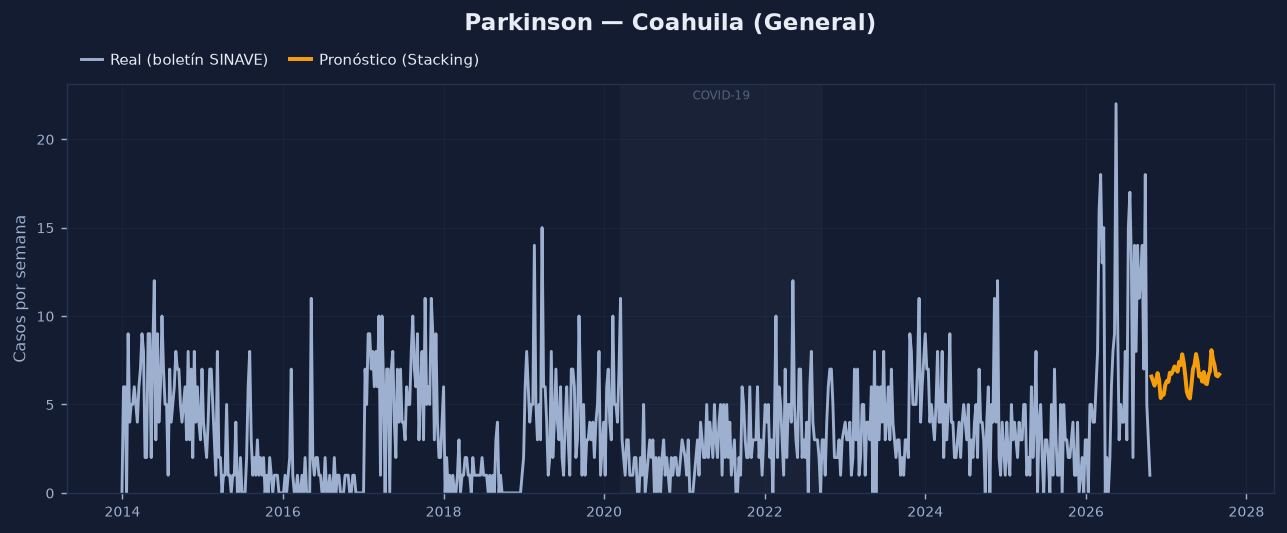 Parkinson — Coahuila (General)
Real (boletín SINAVE)
Pronóstico (Stacking)
COVID-19
Casos por semana
20
15
10
5
0
2014
2016
2018
2020
2022
2024
2026
2028